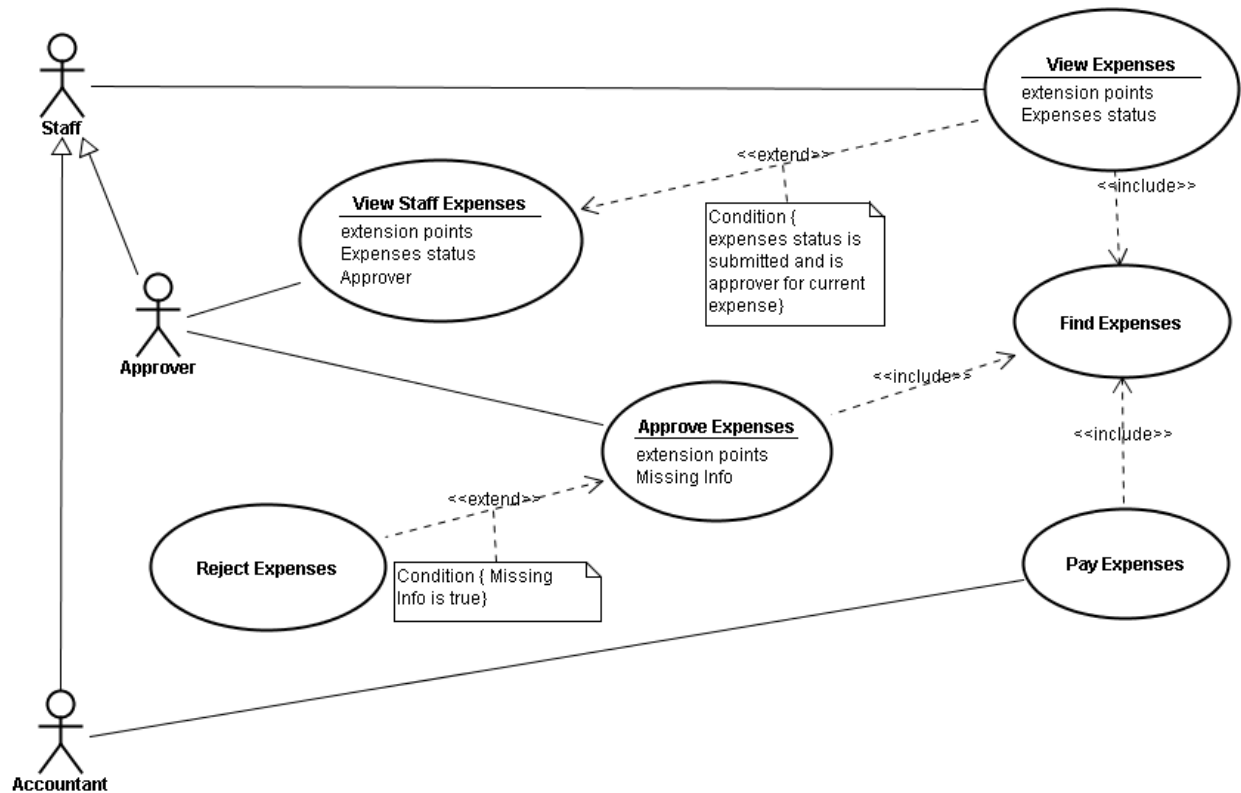 View Expenses
extension points
Expenses status
Staff
<<extend>>
<<include>>
View Staff Expenses
extension points
Expenses status
Approver
Condition {
expenses status is
submitted and is
approver for current
expense}
Find Expenses
Approver
<<include>>
Approve Expenses
extension points
Missing Info
<<include>>
<<extend>>
Reject Expenses
Condition { Missing
Info is true}
Pay Expenses
Accountant